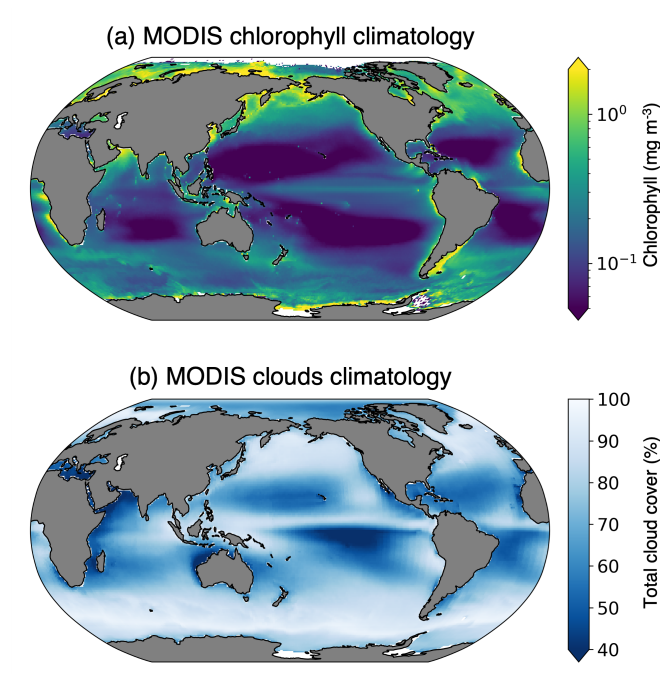 (a) MODIS chlorophyll climatology
10⁰
10⁻¹
Chlorophyll (mg m⁻³)
(b) MODIS clouds climatology
100
90
80
70
60
50
40
Total cloud cover (%)